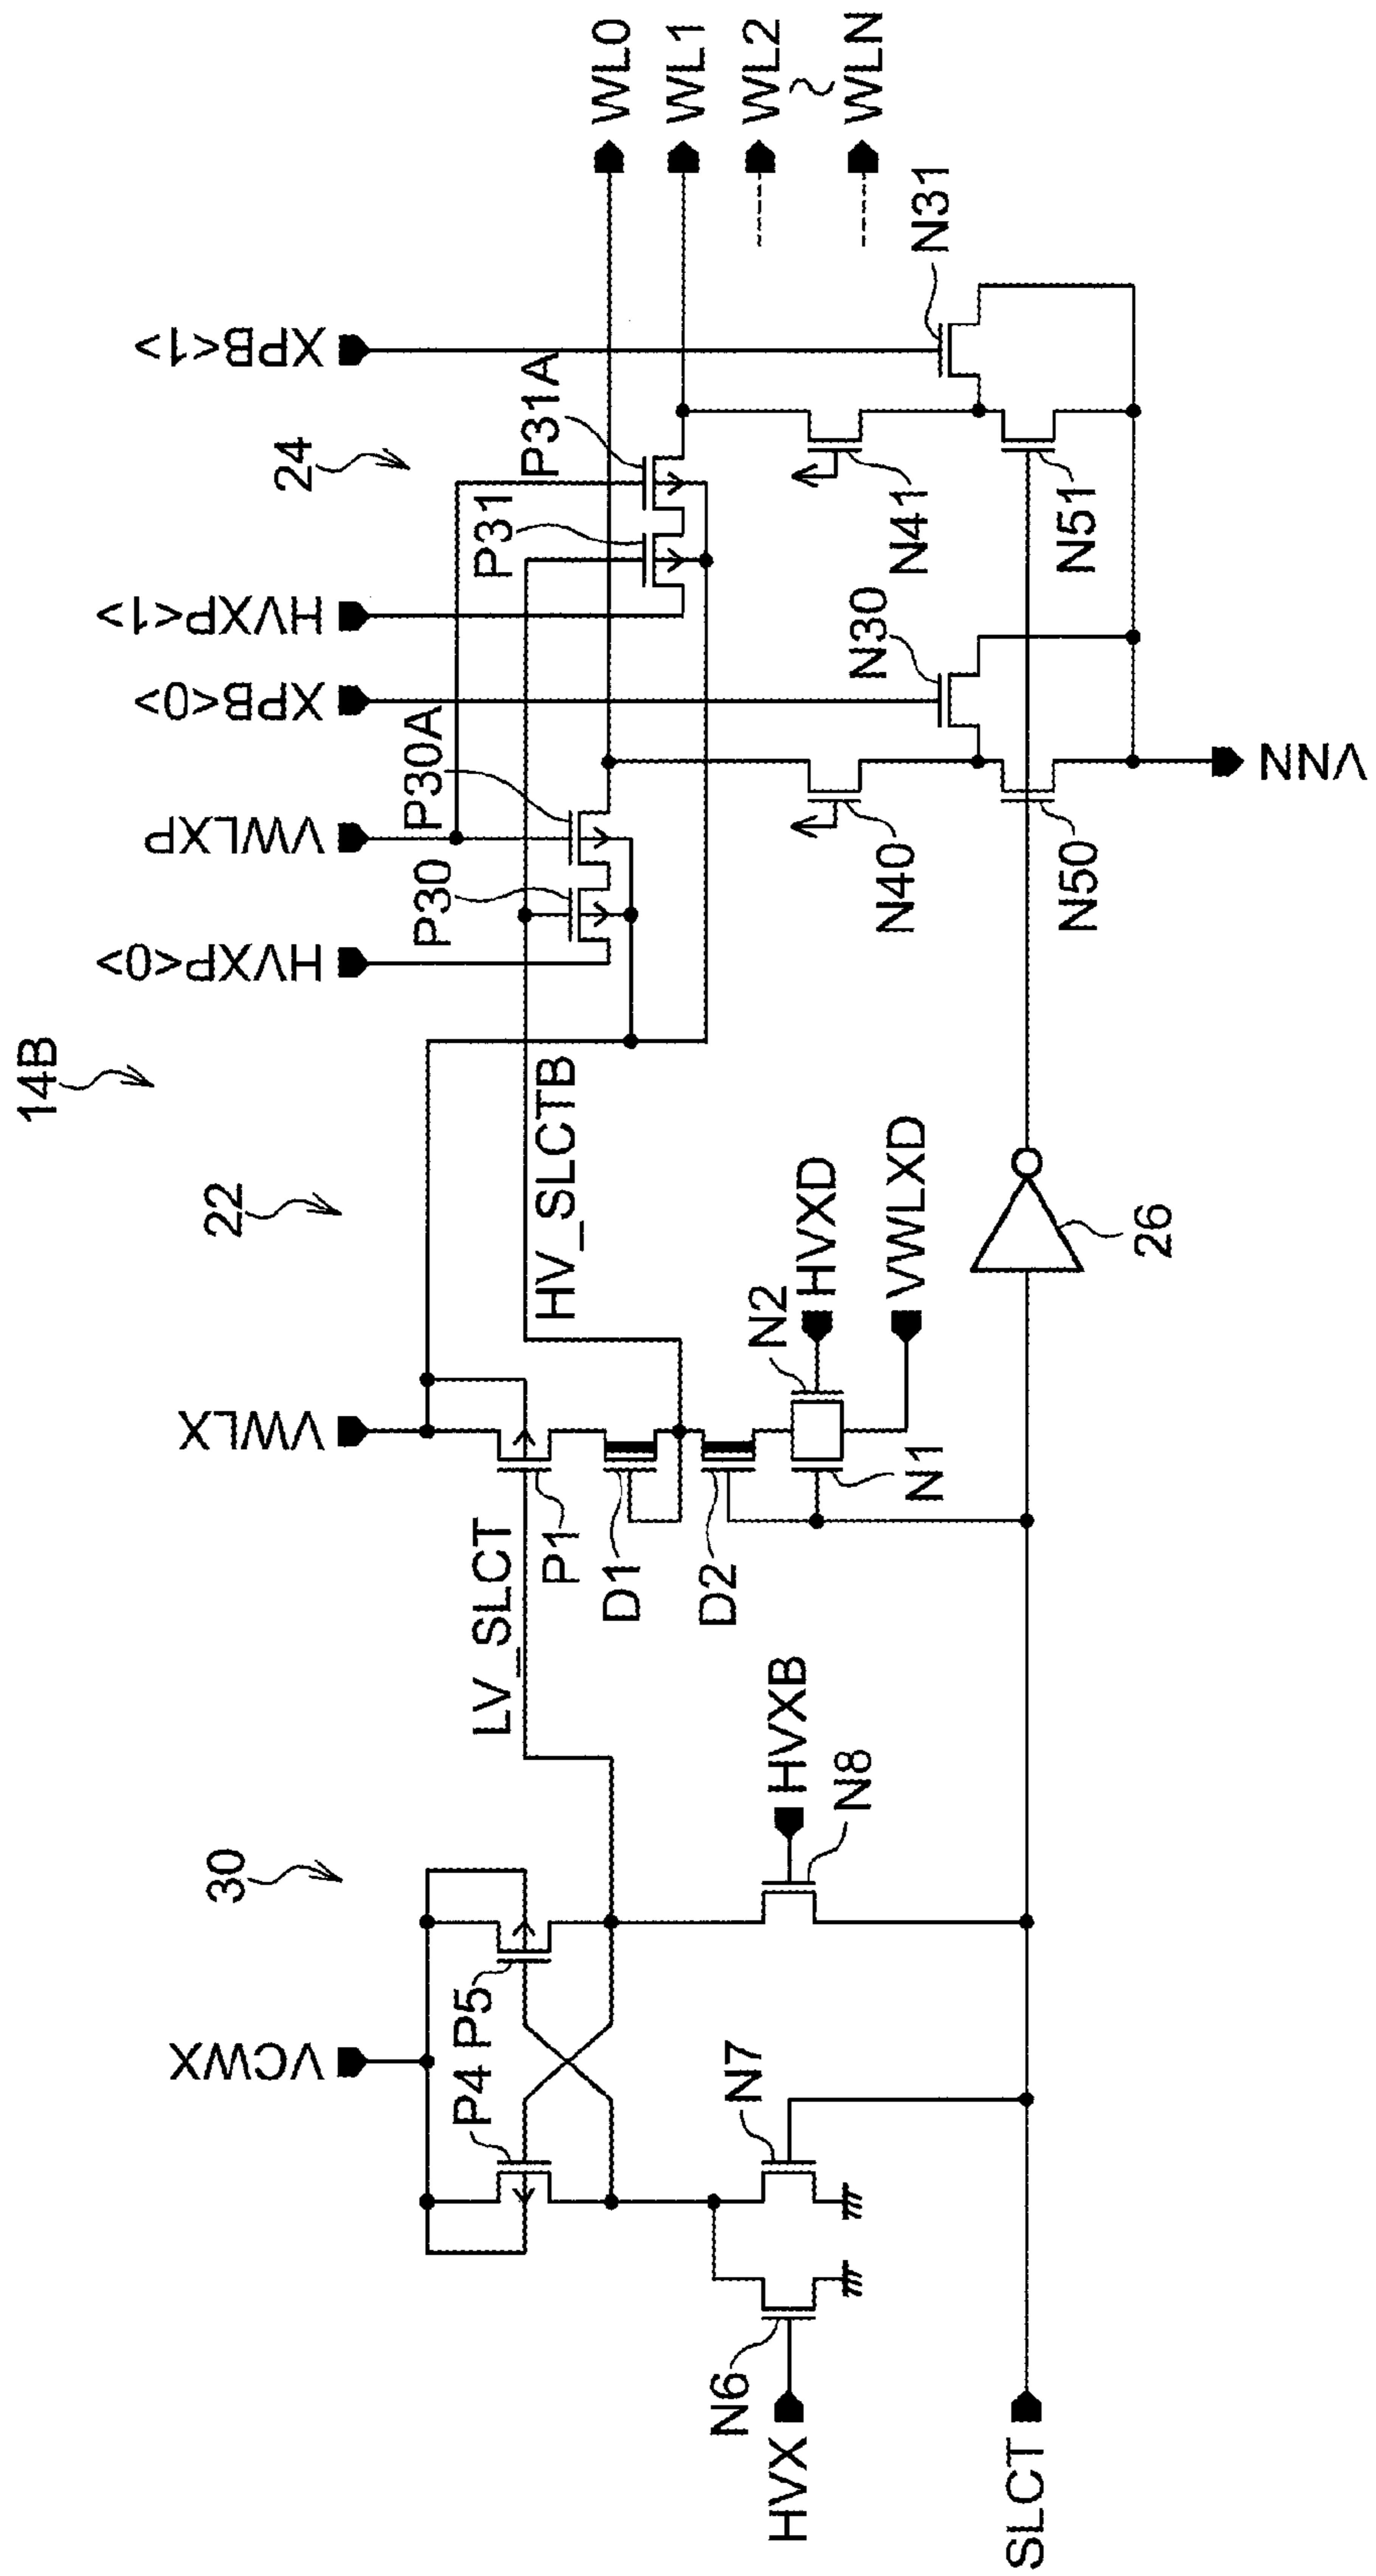 14B
22
24
30
VCWX
VWLX
HVXP<0>
VWLXP
XPB<0>
HVXP<1>
XPB<1>
WL0
WL1
WL2
~
WLN
P4
P5
LV_SLCT
P1
D1
D2
HV_SLCTB
P30
P30A
P31
P31A
HVX
N6
N7
HVXB
N8
N2
HVXD
VWLXD
N1
N40
N30
N41
N31
SLCT
26
N50
N51
VNN